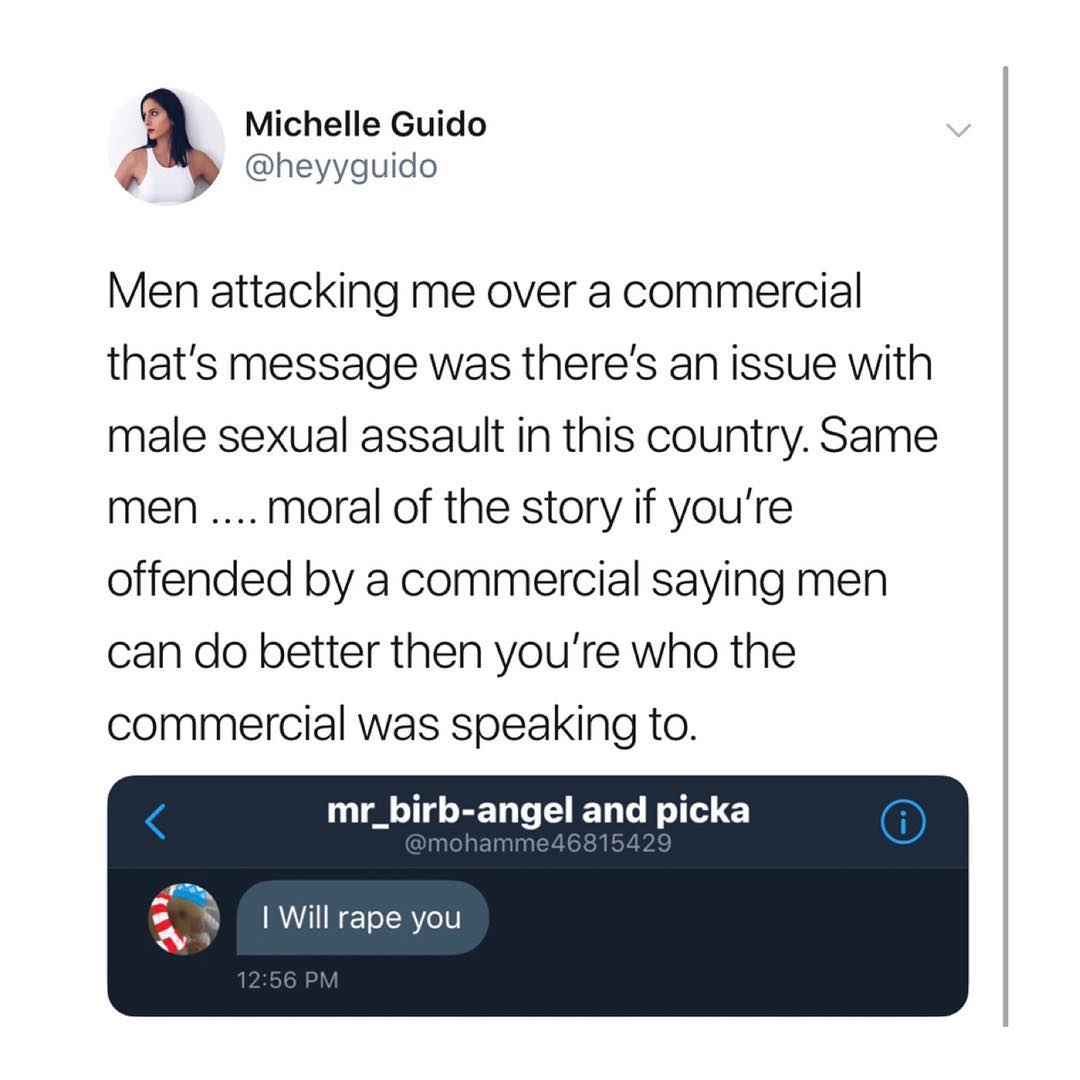 Michelle Guido
@heyyguido
Men attacking me over a commercial
that’s message was there’s an issue with
male sexual assault in this country. Same
men .... moral of the story if you’re
offended by a commercial saying men
can do better then you’re who the
commercial was speaking to.
mr_birb-angel and picka
@mohamme46815429
I Will rape you
12:56 PM